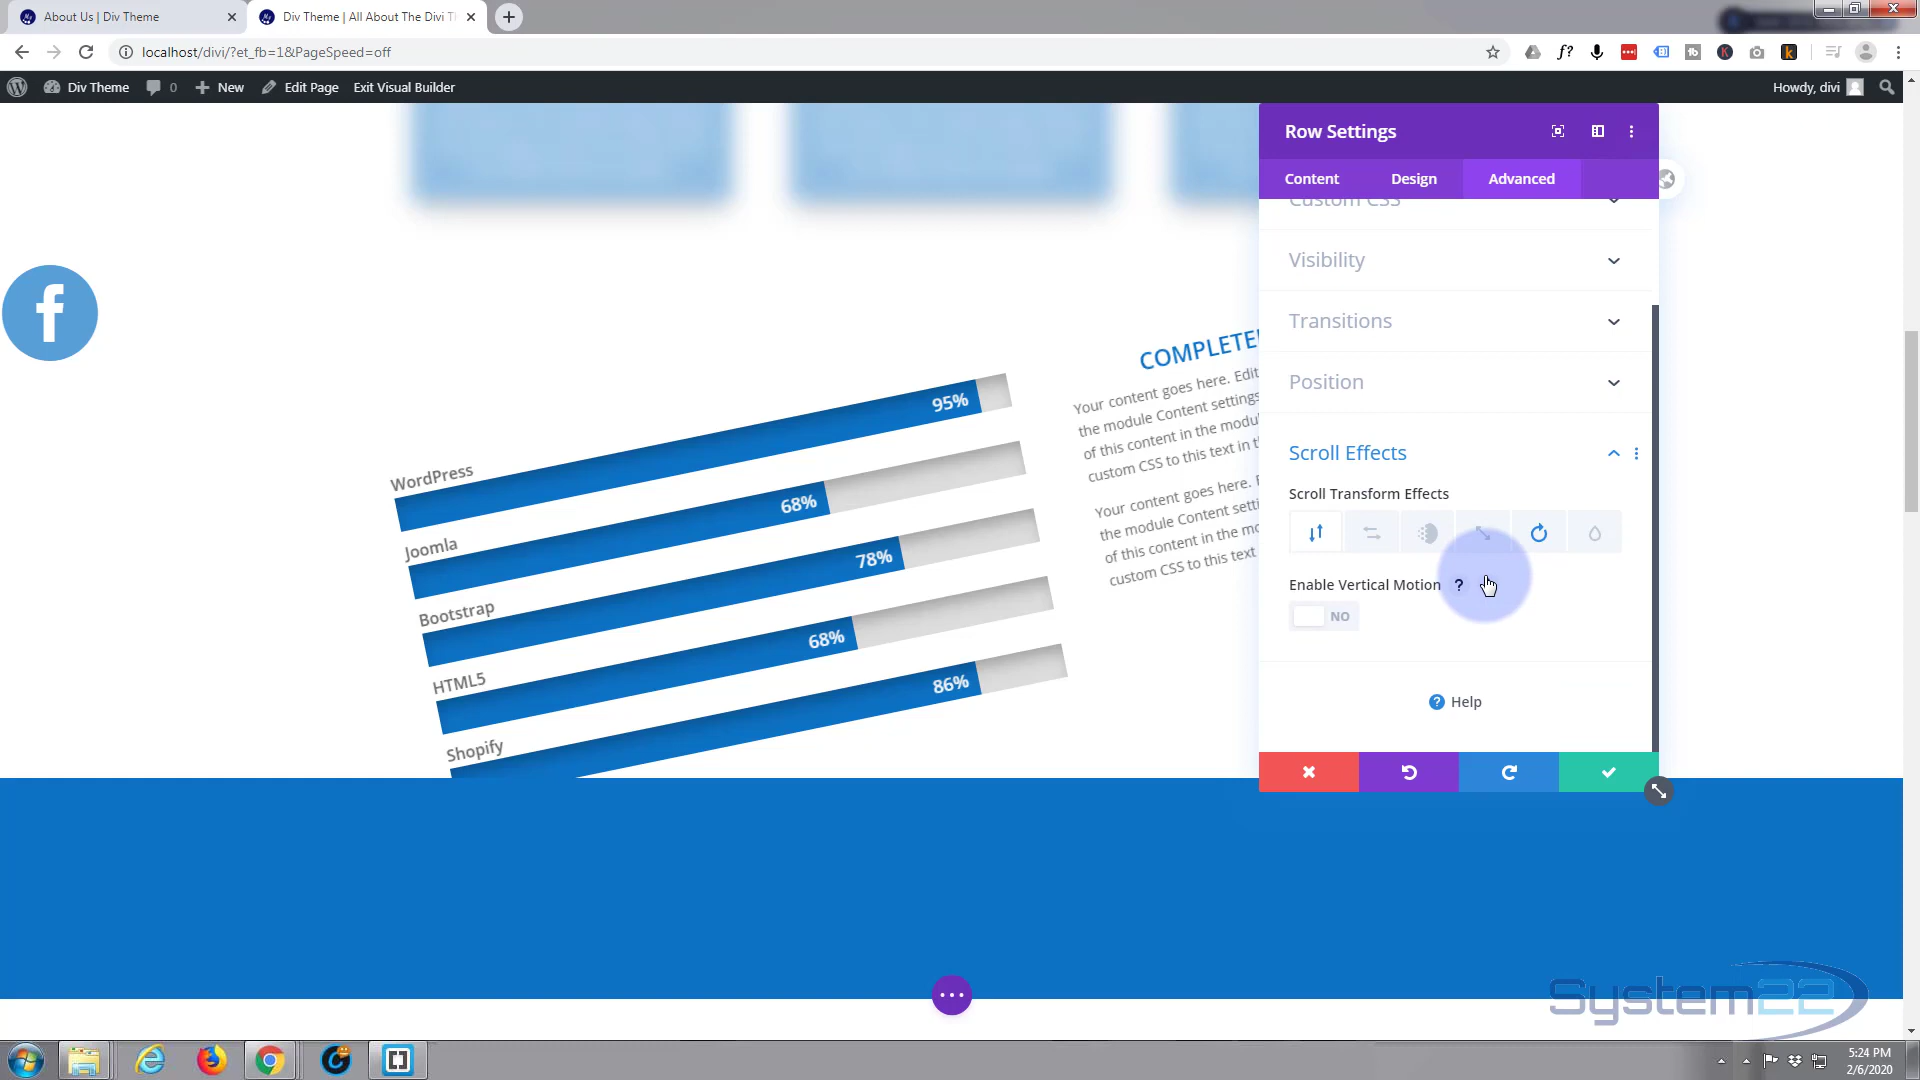 About Us | Div Theme
Div Theme | All About The Divi Th
localhost/divi/?et_fb=1&PageSpeed=off
Div Theme
0
New
Edit Page
Exit Visual Builder
Howdy, divi
Row Settings
Content
Design
Advanced
Custom CSS
Visibility
Transitions
Position
Scroll Effects
Scroll Transform Effects
Enable Vertical Motion ?
NO
Help
WordPress
95%
Joomla
68%
Bootstrap
78%
HTML5
68%
Shopify
86%
Your content goes here. Edit
the module Content settings
of this content in the modu
custom CSS to this text in t
Your content goes here.
the module Content setti
of this content in the mo
custom CSS to this text
System22
5:24 PM
2/6/2020